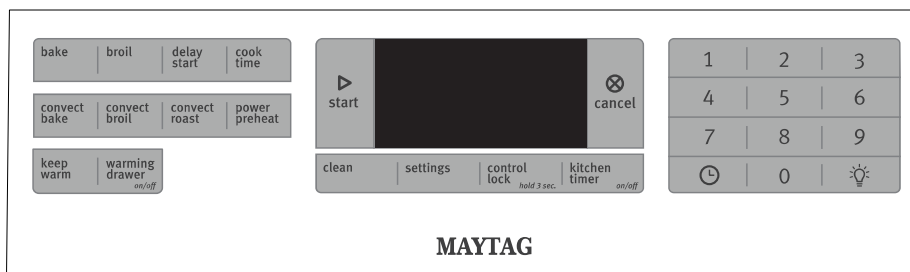 bake
broil
delay
start
cook
time
convect
bake
convect
broil
convect
roast
power
preheat
keep
warm
warming
drawer
on/off
start
cancel
clean
settings
control
lock hold 3 sec.
kitchen
timer on/off
1 2 3
4 5 6
7 8 9
0
MAYTAG